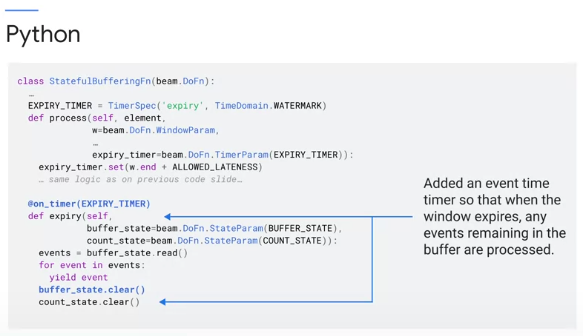 Python
class StatefulBufferingFn(beam.DoFn):
…
EXPIRY_TIMER = TimerSpec('expiry', TimeDomain.WATERMARK)
def process(self, element,
w=beam.DoFn.WindowParam,
…
expiry_timer=beam.DoFn.TimerParam(EXPIRY_TIMER)):
expiry_timer.set(w.end + ALLOWED_LATENESS)
… same logic as on previous code slide…
@on_timer(EXPIRY_TIMER)
def expiry(self,
buffer_state=beam.DoFn.StateParam(BUFFER_STATE),
count_state=beam.DoFn.StateParam(COUNT_STATE)):
events = buffer_state.read()
for event in events:
yield event
buffer_state.clear()
count_state.clear()
Added an event time
timer so that when the
window expires, any
events remaining in the
buffer are processed.